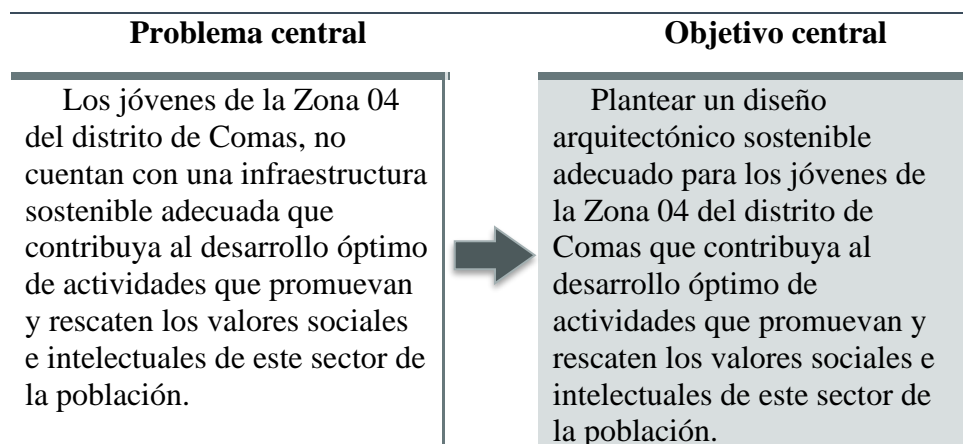 Problema central
Objetivo central
Los jóvenes de la Zona 04
del distrito de Comas, no
cuentan con una infraestructura
sostenible adecuada que
contribuya al desarrollo óptimo
de actividades que promuevan
y rescaten los valores sociales
e intelectuales de este sector de
la población.
Plantear un diseño
arquitectónico sostenible
adecuado para los jóvenes de
la Zona 04 del distrito de
Comas que contribuya al
desarrollo óptimo de
actividades que promuevan y
rescaten los valores sociales e
intelectuales de este sector de
la población.